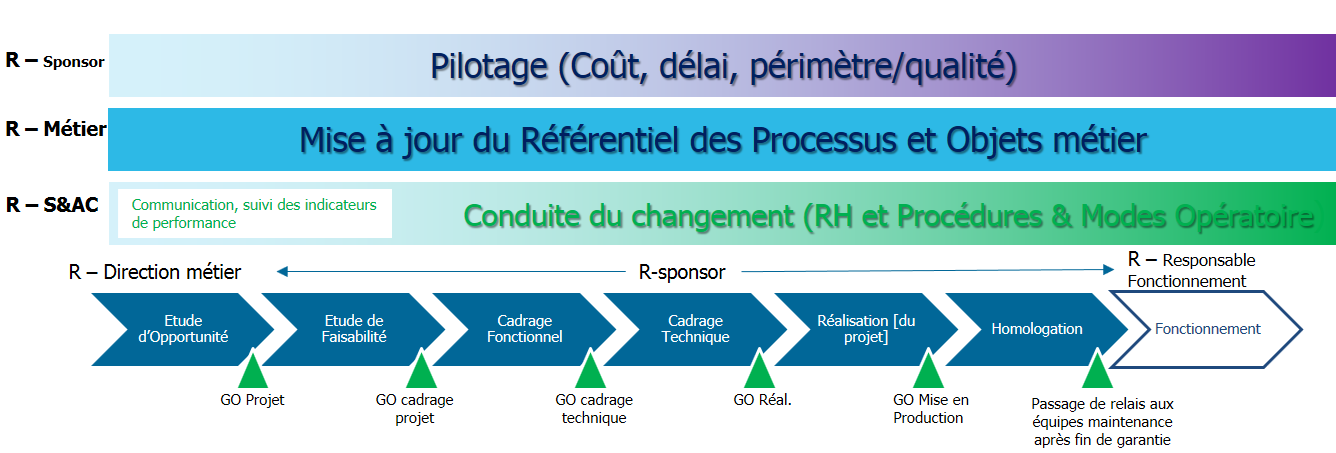 R – Sponsor
Pilotage (Coût, délai, périmètre/qualité)
R – Métier
Mise à jour du Référentiel des Processus et Objets métier
R – S&AC
Communication, suivi des indicateurs
de performance
Conduite du changement (RH et Procédures & Modes Opératoire)
R – Direction métier
R-sponsor
R – Responsable
Fonctionnement
Etude
d'Opportunité
Etude de
Faisabilité
Cadrage
Fonctionnel
Cadrage
Technique
Réalisation [du
projet]
Homologation
Fonctionnement
GO Projet
GO cadrage
projet
GO cadrage
technique
GO Réal.
GO Mise en
Production
Passage de relais aux
équipes maintenance
après fin de garantie